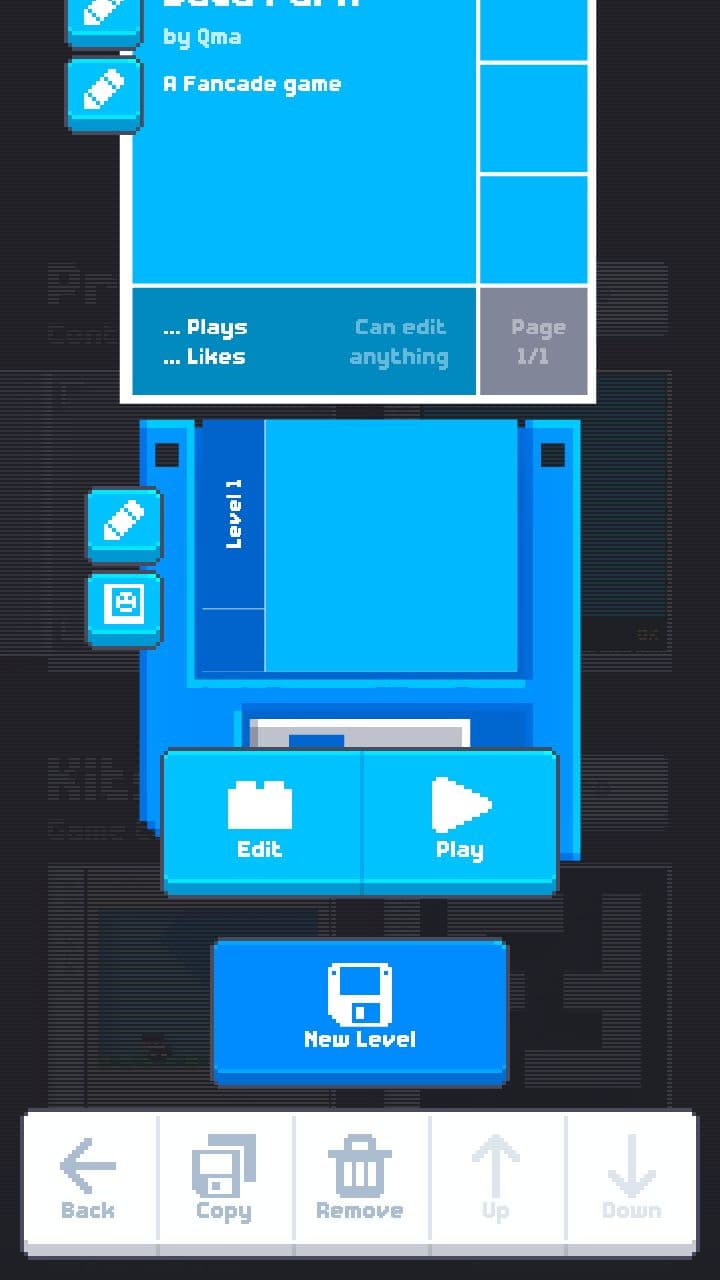 by Qma
A Fancade game
... Plays
... Likes
Can edit
anything
Page
1/1
Level 1
Edit
Play
New Level
Back
Copy
Remove
Up
Down